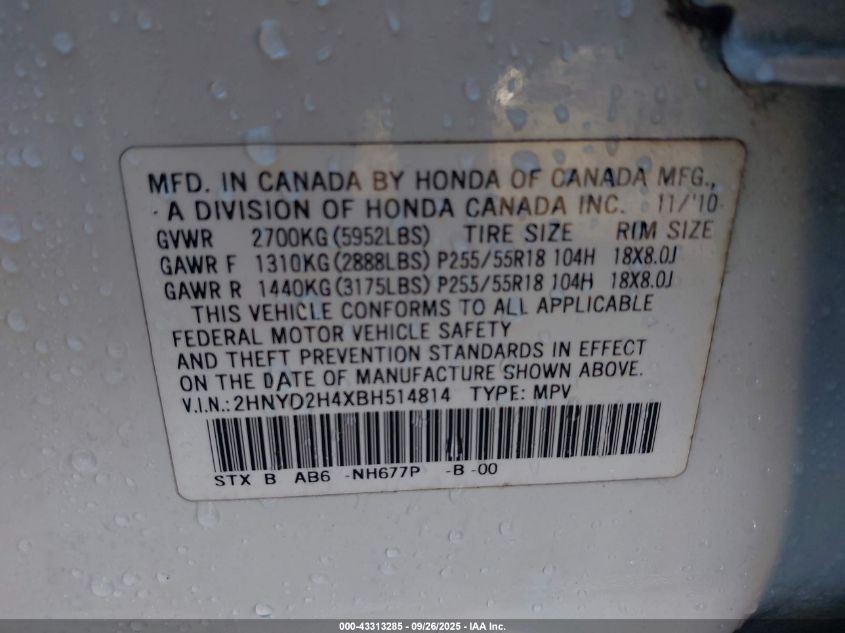 MFD. IN CANADA BY HONDA OF CANADA MFG.,
A DIVISION OF HONDA CANADA INC. 11/'10
GVWR 2700KG (5952LBS) TIRE SIZE RIM SIZE
GAWR F 1310KG (2888LBS) P255/55R18 104H 18X8.0J
GAWR R 1440KG (3175LBS) P255/55R18 104H 18X8.0J
THIS VEHICLE CONFORMS TO ALL APPLICABLE
FEDERAL MOTOR VEHICLE SAFETY
AND THEFT PREVENTION STANDARDS IN EFFECT
ON THE DATE OF MANUFACTURE SHOWN ABOVE.
V.I.N.:2HNYD2H4XBH514814 TYPE: MPV
STX B AB6 -NH677P -B -00
000-43313285 - 09/26/2025 - IAA Inc.